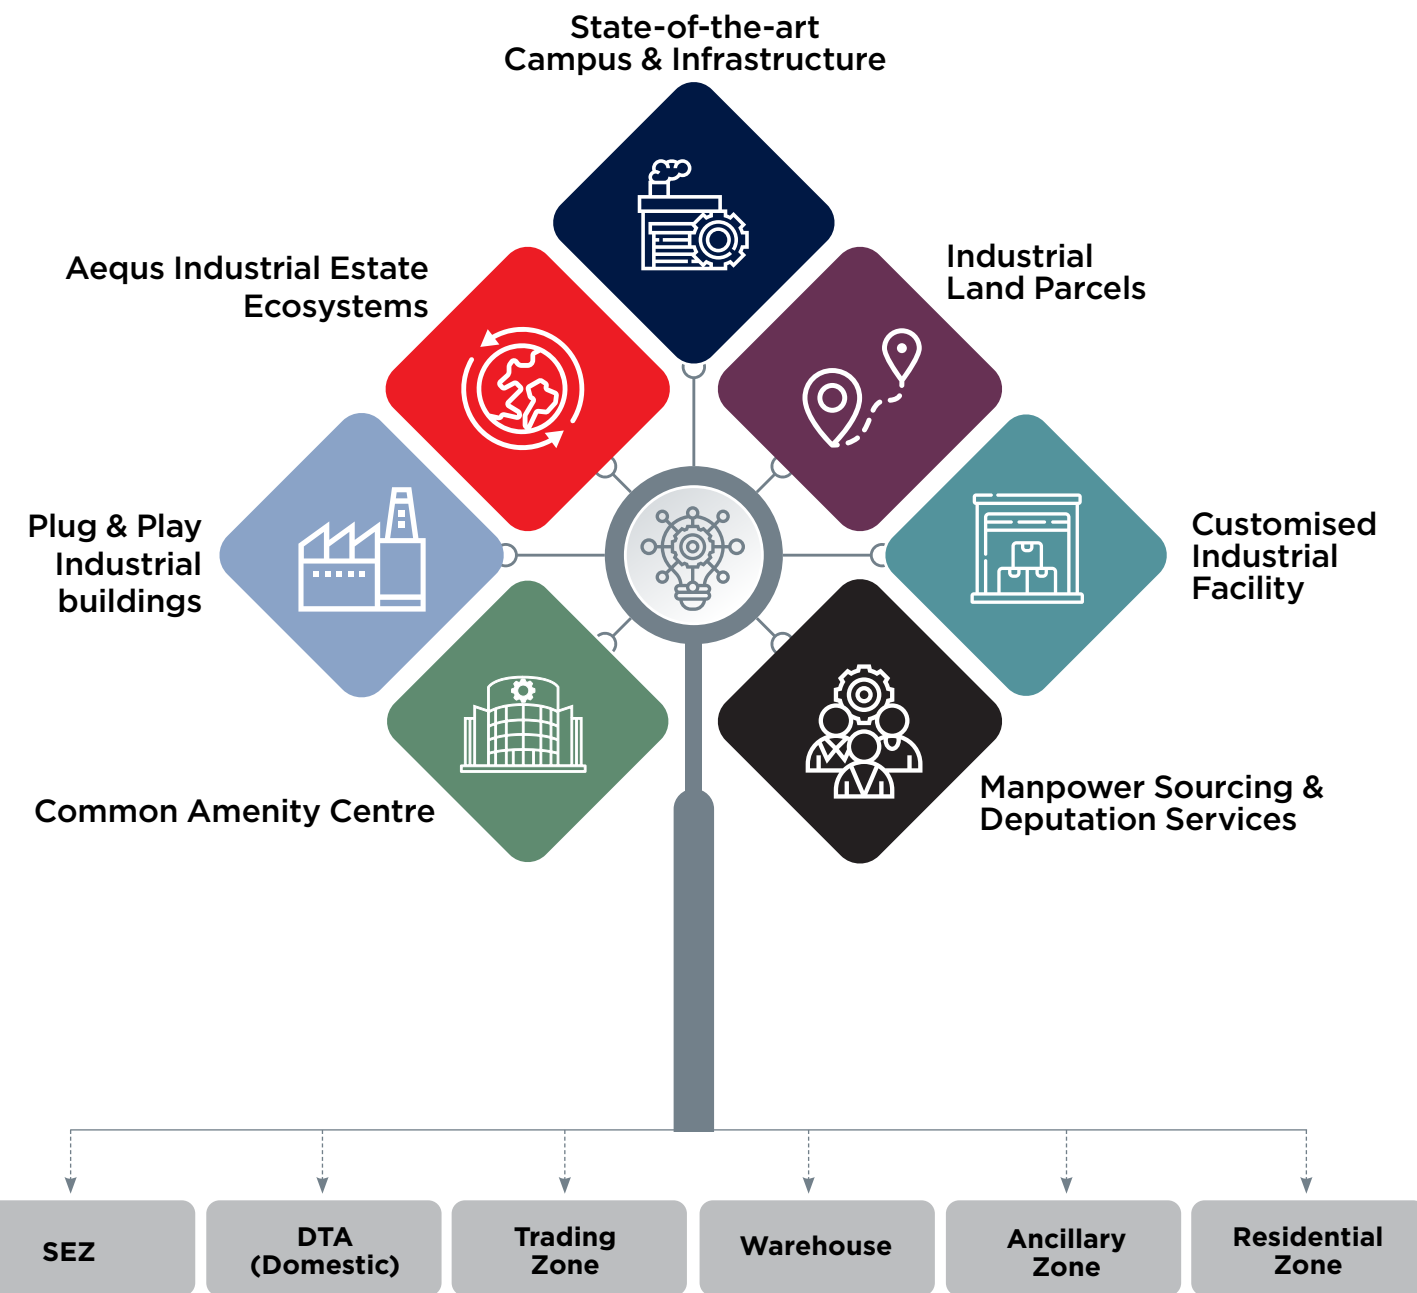 State-of-the-art
Campus & Infrastructure
Aequs Industrial Estate
Ecosystems
Industrial
Land Parcels
Plug & Play
Industrial
buildings
Customised
Industrial
Facility
Common Amenity Centre
Manpower Sourcing &
Deputation Services
SEZ
DTA
(Domestic)
Trading
Zone
Warehouse
Ancillary
Zone
Residential
Zone